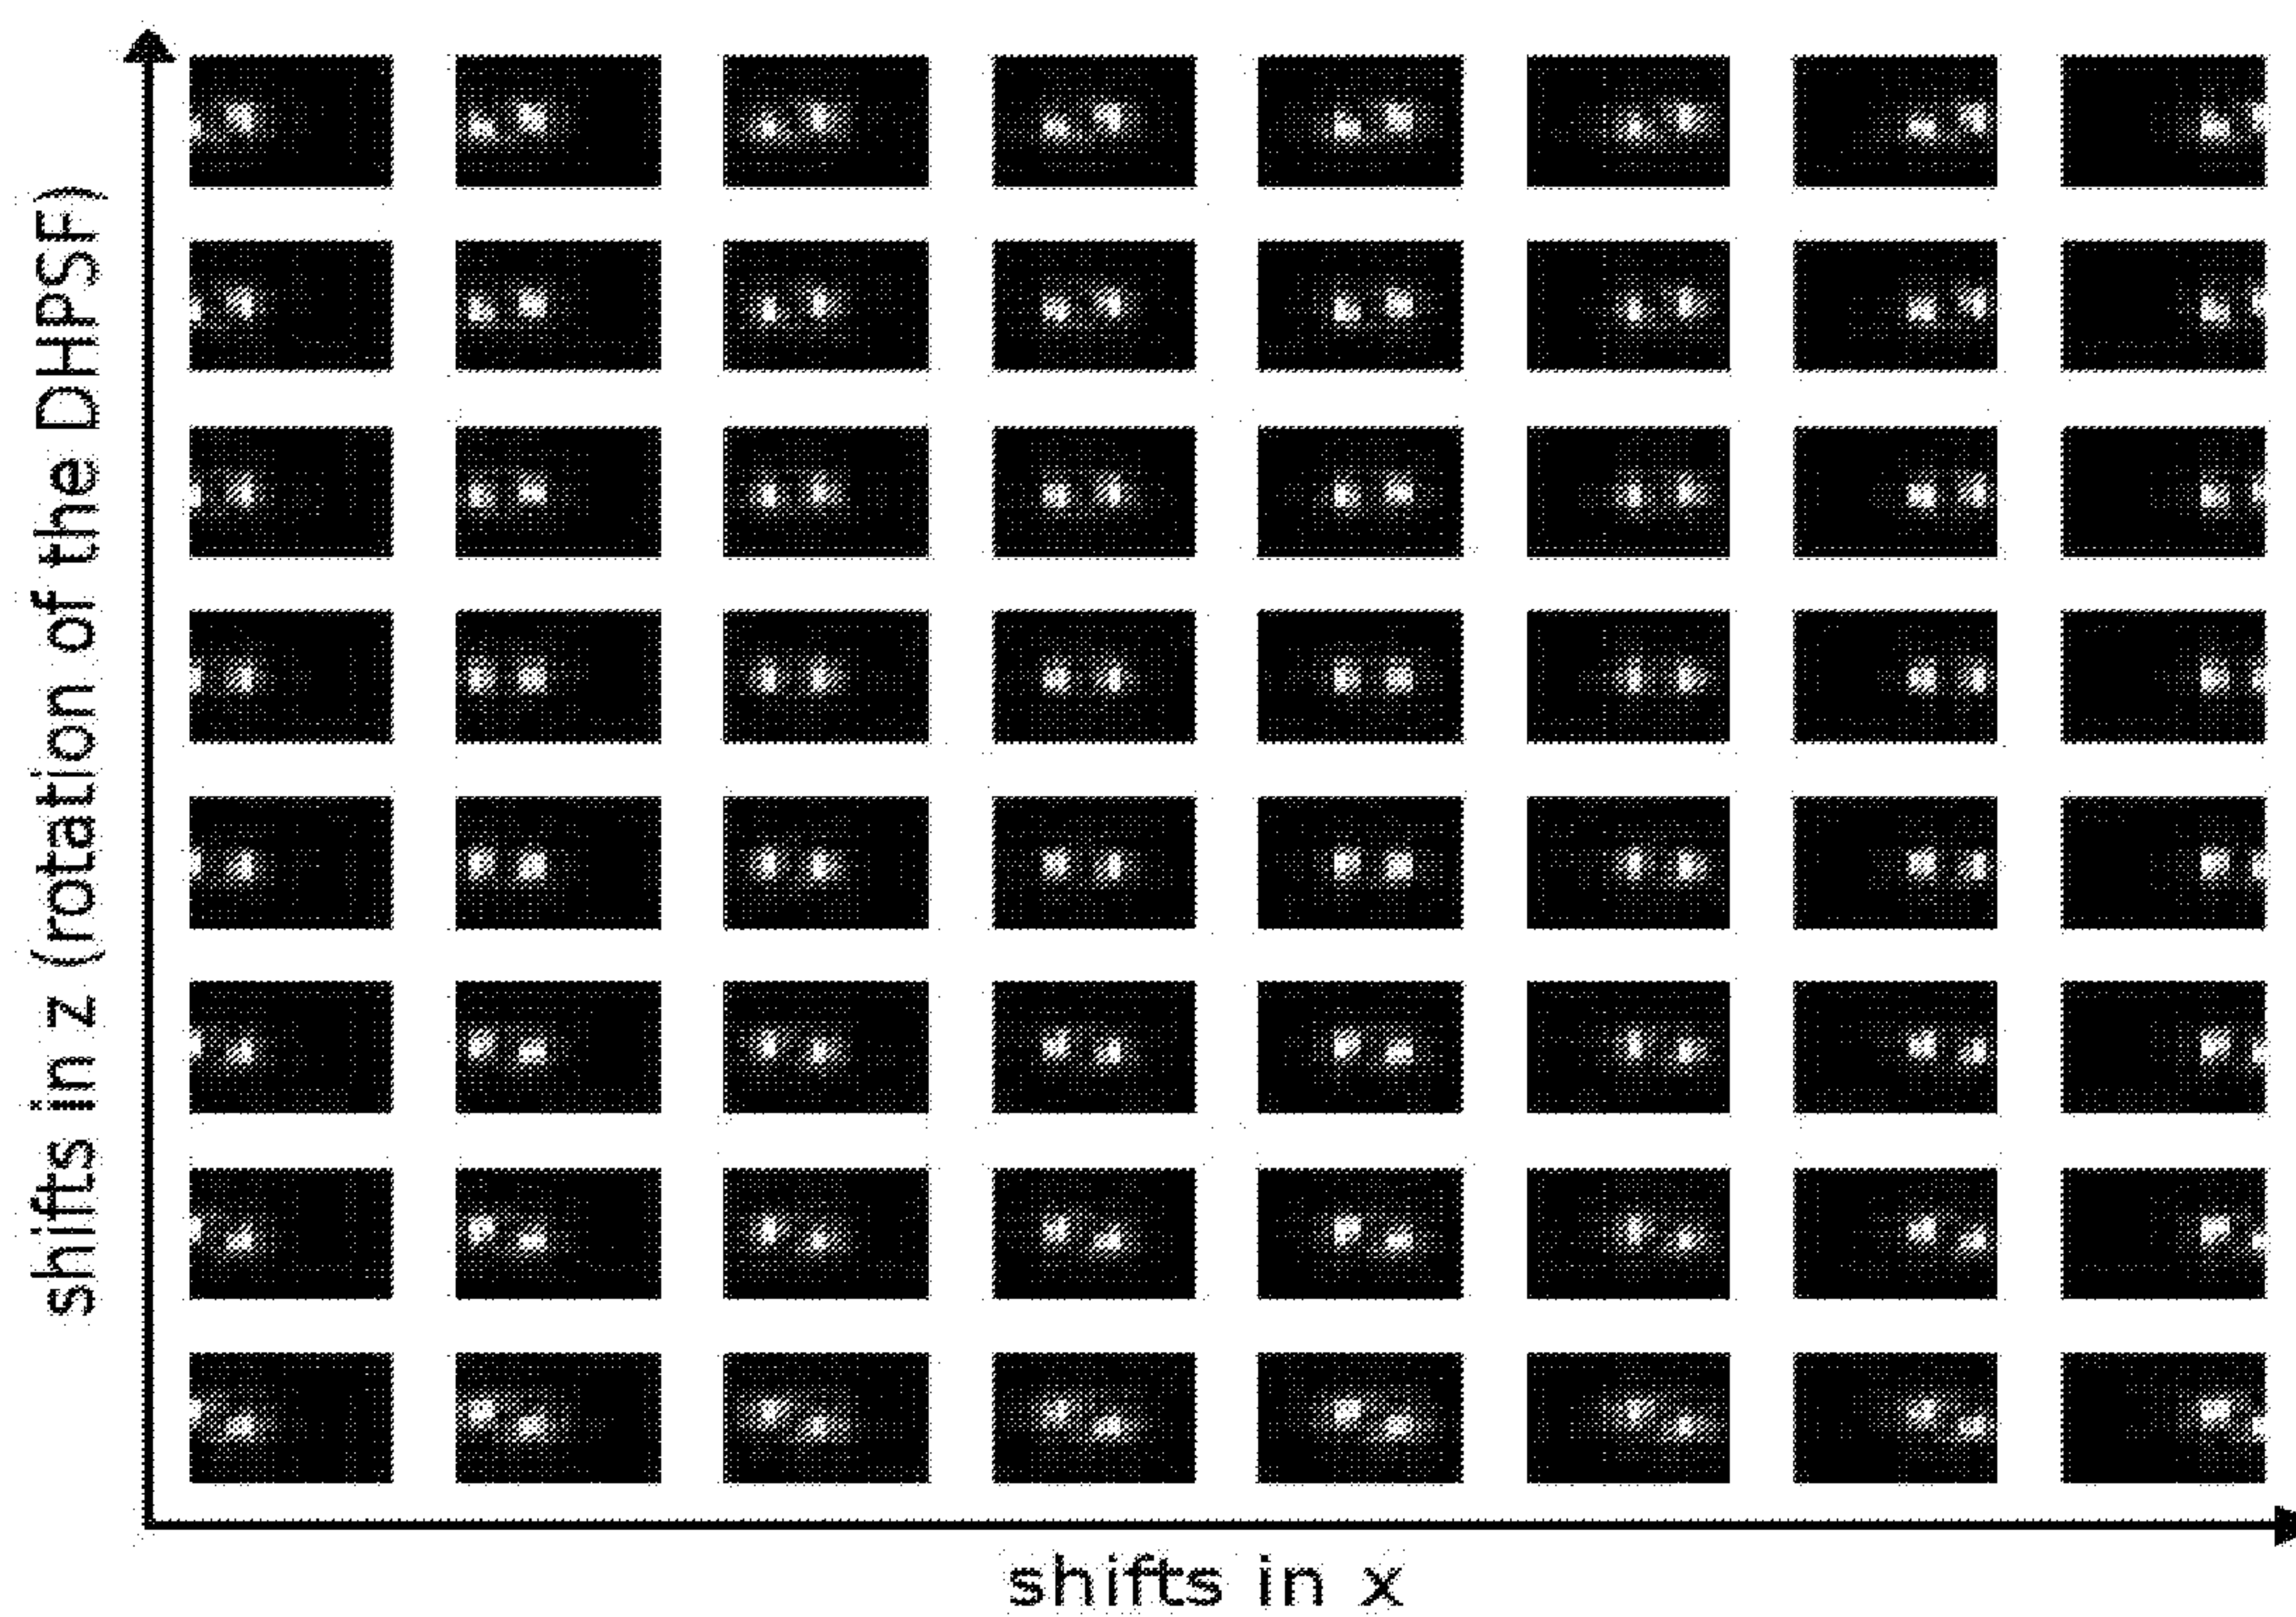 shifts in z (rotation of the DHPSF)
shifts in x